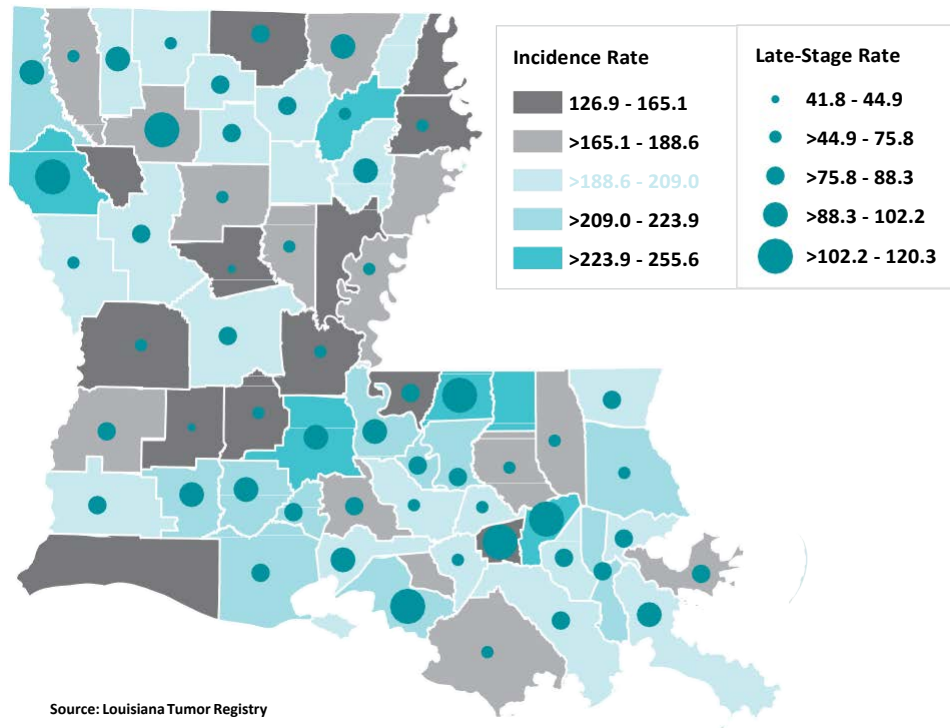 Incidence Rate
126.9 - 165.1
>165.1 - 188.6
>188.6 - 209.0
>209.0 - 223.9
>223.9 - 255.6
Late-Stage Rate
41.8 - 44.9
>44.9 - 75.8
>75.8 - 88.3
>88.3 - 102.2
>102.2 - 120.3
Source: Louisiana Tumor Registry